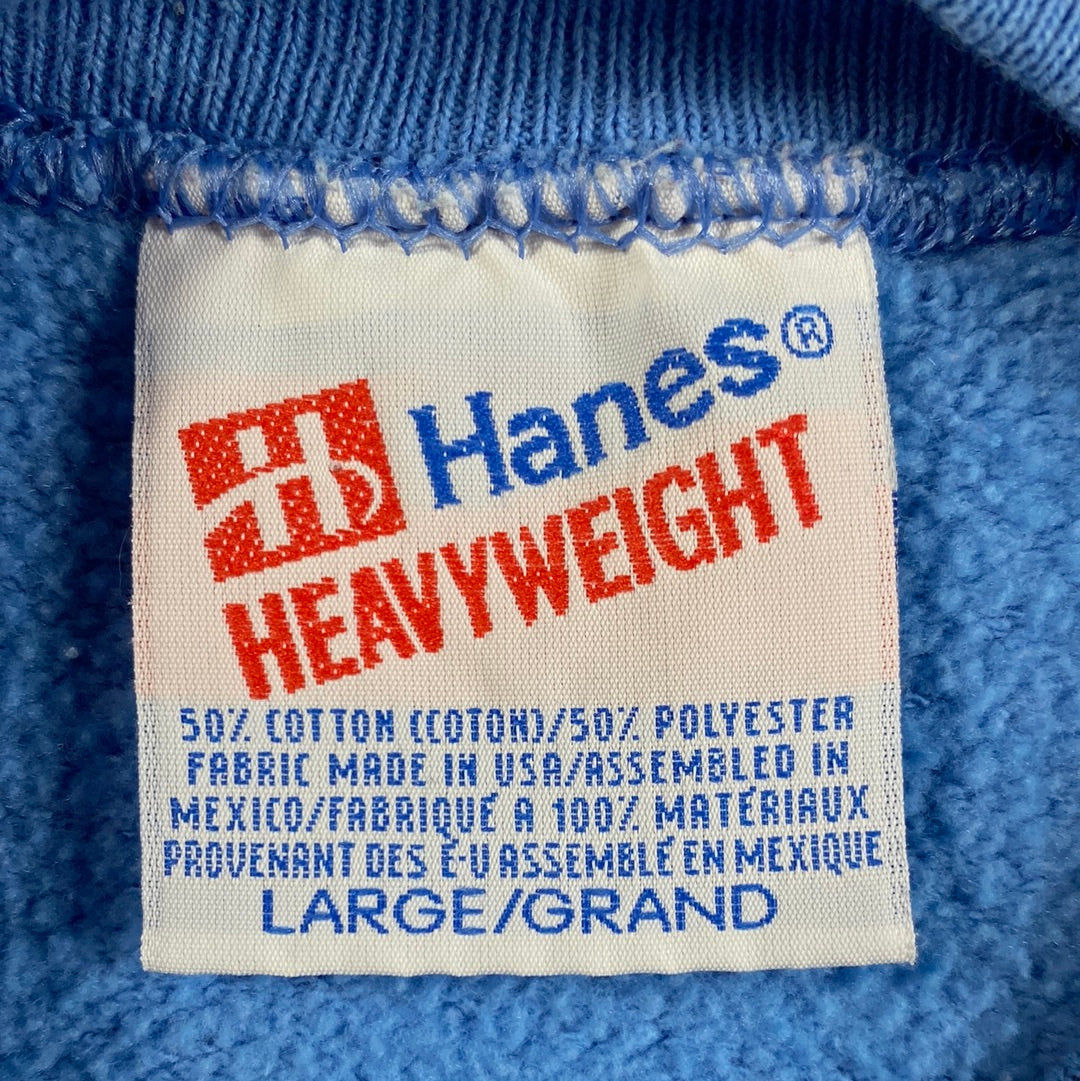 Hanes®
HEAVYWEIGHT
50% COTTON (COTON)/50% POLYESTER
FABRIC MADE IN USA/ASSEMBLED IN
MEXICO/FABRIQUÉ A 100% MATÉRIAUX
PROVENANT DES É-U ASSEMBLÉ EN MEXIQUE
LARGE/GRAND